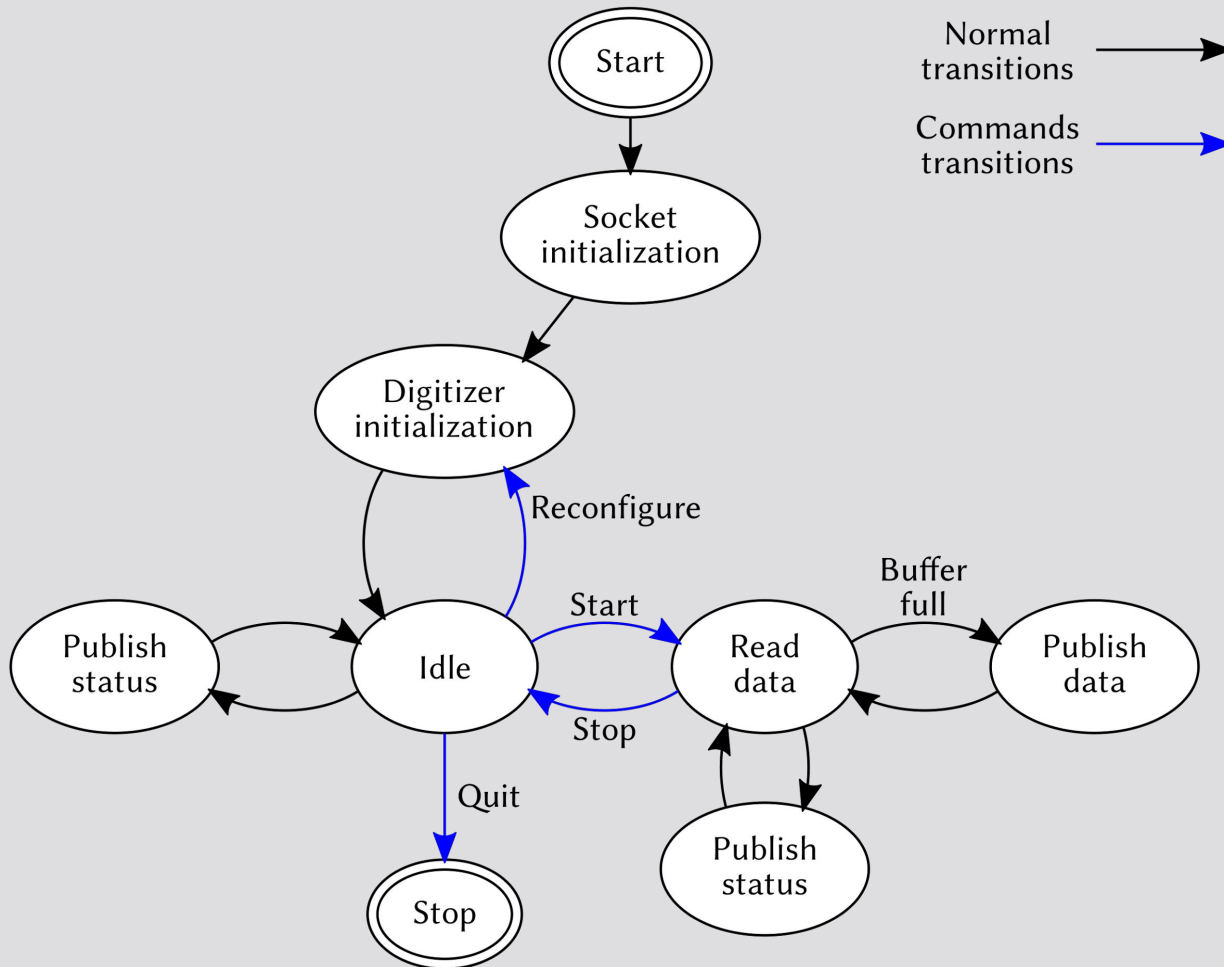 Start
Normal
transitions
Commands
transitions
Socket
initialization
Digitizer
initialization
Reconfigure
Publish
status
Idle
Start
Stop
Read
data
Buffer
full
Publish
data
Quit
Publish
status
Stop